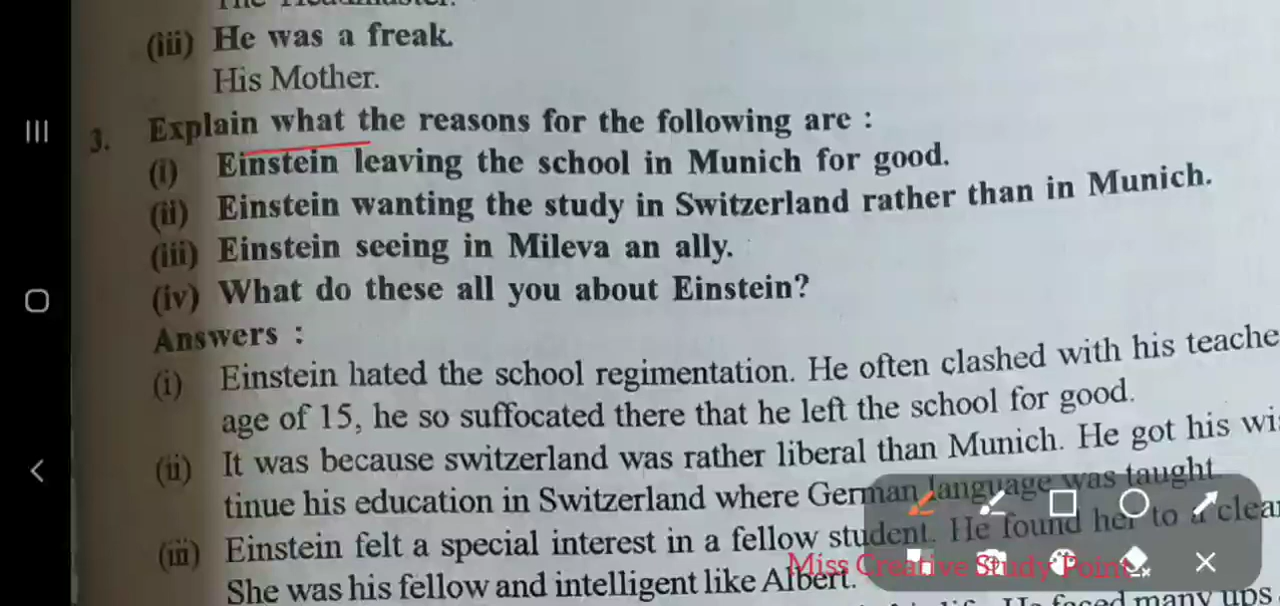 (iii) He was a freak.
His Mother.
3. Explain what the reasons for the following are :
(i) Einstein leaving the school in Munich for good.
(ii) Einstein wanting the study in Switzerland rather than in Munich.
(iii) Einstein seeing in Mileva an ally.
(iv) What do these all you about Einstein?
Answers :
(i) Einstein hated the school regimentation. He often clashed with his teache
age of 15, he so suffocated there that he left the school for good.
(ii) It was because switzerland was rather liberal than Munich. He got his
tinue his education in Switzerland where German language was taught
(iii) Einstein felt a special interest in a fellow student. He found her to a clea
She was his fellow and intelligent like Albert.
Miss Creative Study Point
faced many ups